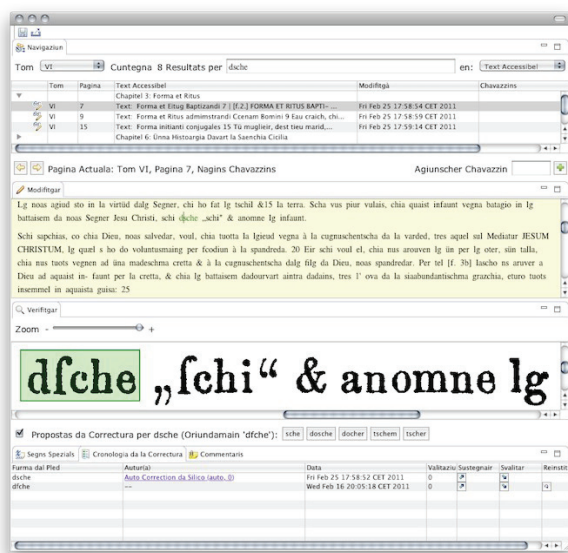 Navigaziun
Tom VI Cuntegna 8 Resultats per dsche en: Text Accessibel
Tom Pagina Text Accessibel Modifitgà Chavazzins
Chapitel 3: Forma et Ritus
VI 7 Text: Forma et Eitug Baptizandi 7 | [f.2.] FORMA ET RITUS BAPTI- ... Fri Feb 25 17:58:54 CET 2011
VI 9 Text: Forma et Ritus adminstrandi Ccenam Bomini 9 Eau craich, chi... Fri Feb 25 17:58:59 CET 2011
VI 15 Text: Forma initianti conjugales 15 Tü muglieir, dest tieu marid,... Fri Feb 25 17:59:14 CET 2011
Chapitel 6: Ünna Histoargia Davart la Saenchia Cicilia
Pagina Actuala: Tom VI, Pagina 7, Nagins Chavazzins Agiunscher Chavazzin
Modifitgar
Lg noas agiud sto in la virtüd dalg Segner, chi ho fat lg tschil &15 la terra. Scha vus piur vulais, chia quaist infaunt vegna batagio in lg
battaisem da noas Segner Jesu Christi, schi dsche „schi" & anomne lg infaunt.
Schi sapchias, co chia Dieu, noas salvedar, voul, chia tuotta la lgieud vegna à la cugnuschentscha da la varded, tres aquel sul Mediatur JESUM
CHRISTUM, lg quæl s ho do voluntusmaing per fcodiun à la spandreda. 20 Eir schi voul el, chia nus arouven lg ün per lg oter, sün talla,
chia nus tuots vegnen ad üna madeschma cretta & à la cugnuschentscha dalg filg da Dieu, noas spandredar. Per tel [f. 3b] laschо ns aruver a
Dieu ad aquaist in- faunt per la cretta, & chia lg battaisem dadourvart aintra dadains, tres l' ova da la siaabundantischma grazchia, eturo tuots
insemmel in aquaista guisa: 25
Verifitgar
Zoom - +
dſche „ſchi“ & anomne lg
Propostas da Correctura per dsche (Oriundamain 'dfche'): sche dosche docher tschem tscher
Segns Spezials Cronologia da la Correctura Commentaris
Furma dal Pled Autur(a) Data Valitaziu Sustegnair Svalitar Reinstit
dsche Auto Correction da Silico (auto, 0) Fri Feb 25 17:58:52 CET 2011 0
dfche -- Wed Feb 16 20:05:18 CET 2011 0